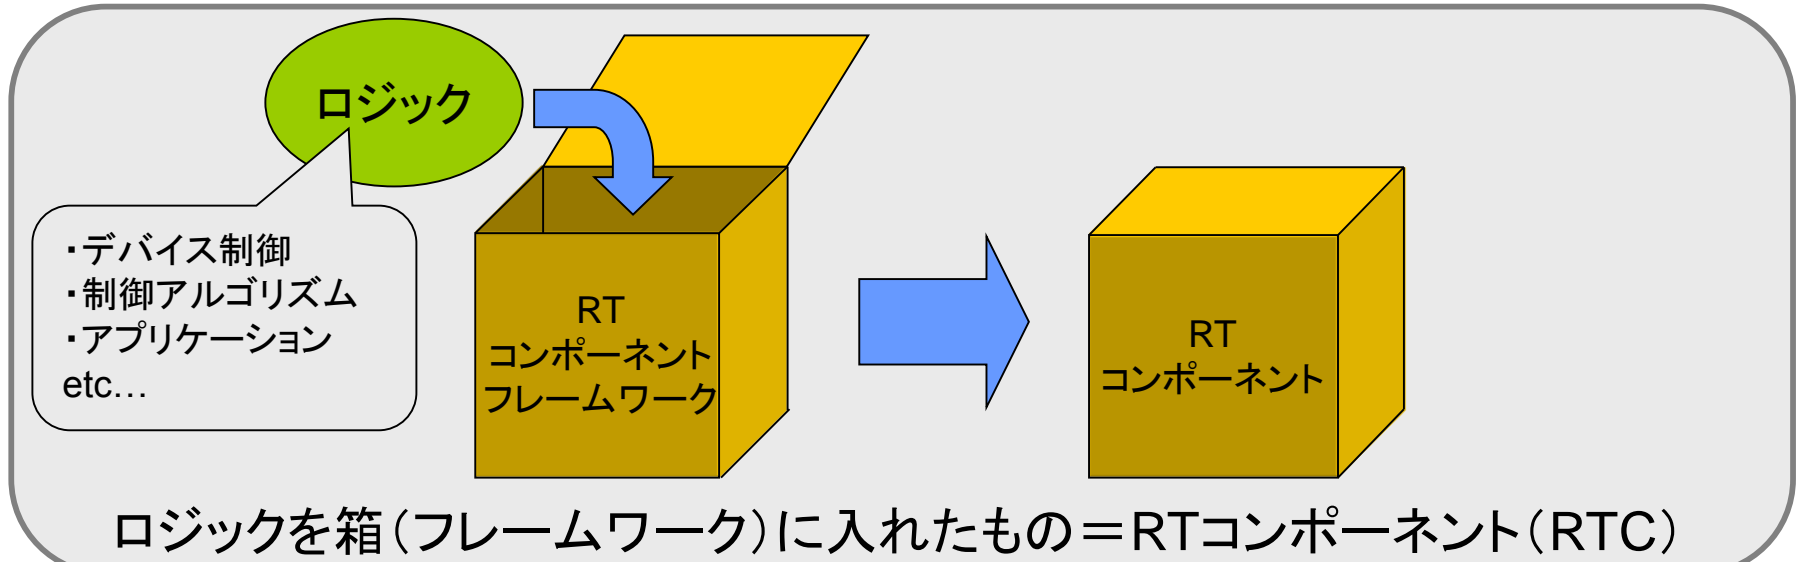 ロジック
・デバイス制御
・制御アルゴリズム
・アプリケーション
etc…
RT
コンポーネント
フレームワーク
RT
コンポーネント
ロジックを箱（フレームワーク）に入れたもの＝RTコンポーネント（RTC）